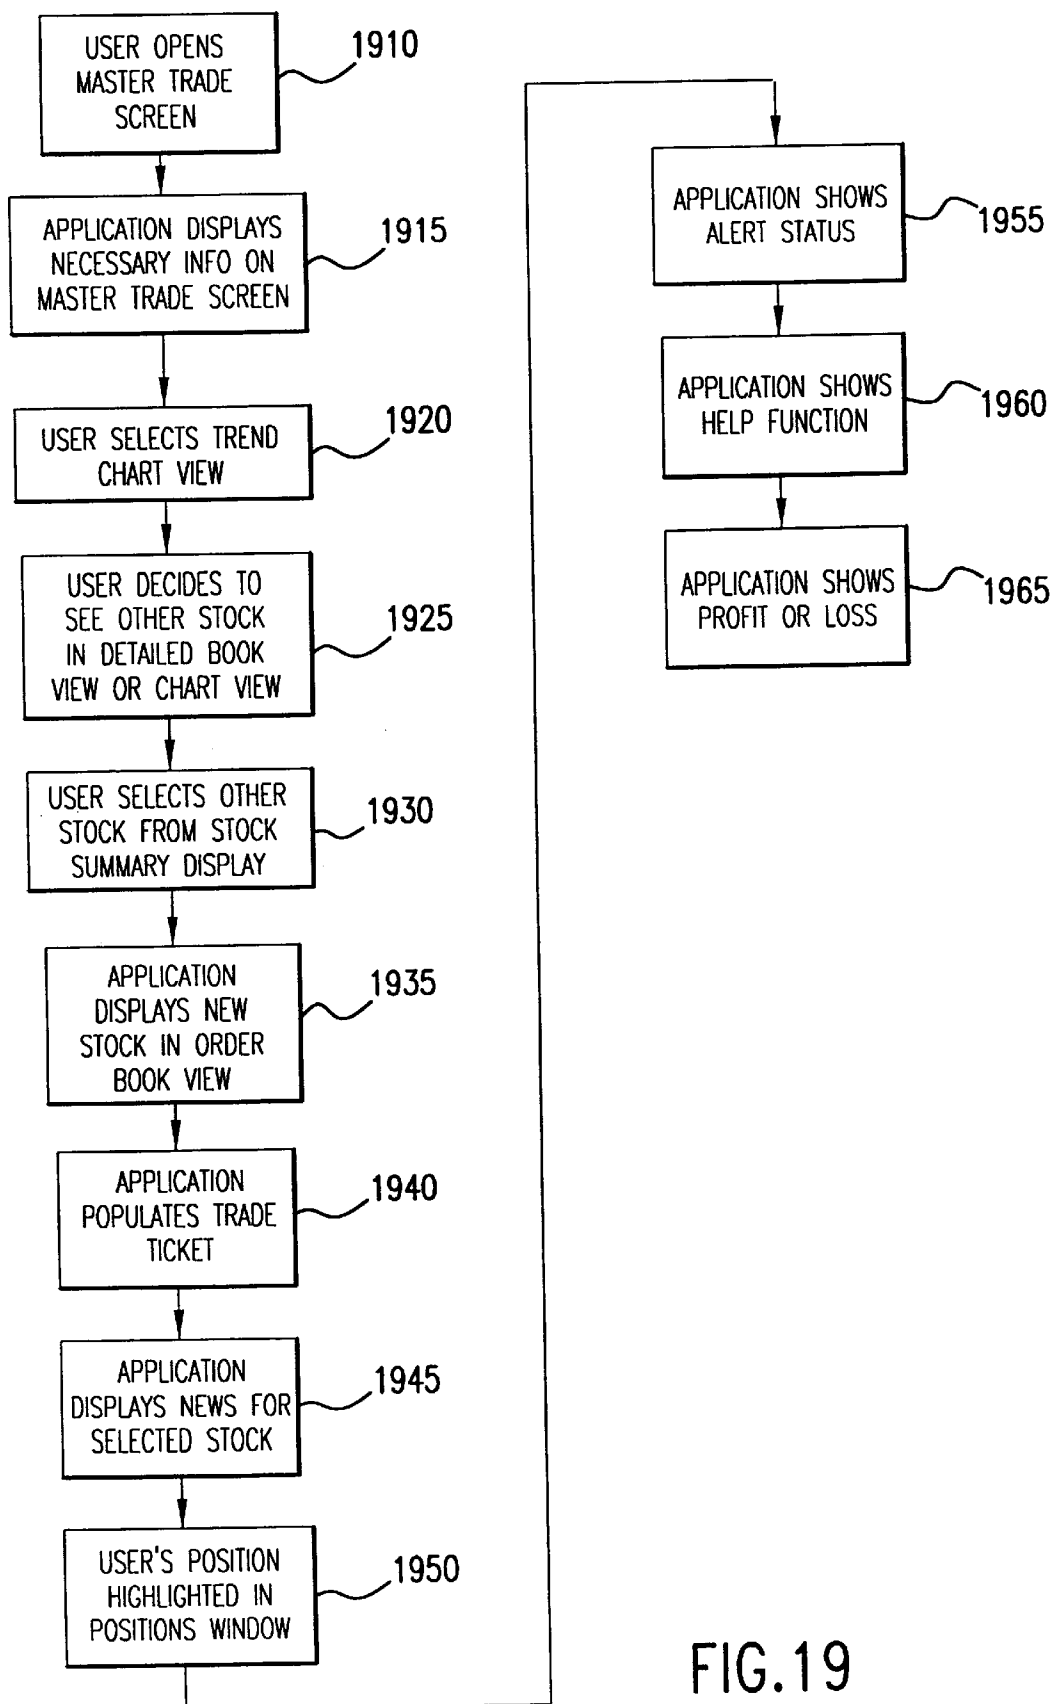 USER OPENS
MASTER TRADE
SCREEN
1910
APPLICATION DISPLAYS
NECESSARY INFO ON
MASTER TRADE SCREEN
1915
USER SELECTS TREND
CHART VIEW
1920
USER DECIDES TO
SEE OTHER STOCK
IN DETAILED BOOK
VIEW OR CHART VIEW
1925
USER SELECTS OTHER
STOCK FROM STOCK
SUMMARY DISPLAY
1930
APPLICATION
DISPLAYS NEW
STOCK IN ORDER
BOOK VIEW
1935
APPLICATION
POPULATES TRADE
TICKET
1940
APPLICATION
DISPLAYS NEWS FOR
SELECTED STOCK
1945
USER'S POSITION
HIGHLIGHTED IN
POSITIONS WINDOW
1950
APPLICATION SHOWS
ALERT STATUS
1955
APPLICATION SHOWS
HELP FUNCTION
1960
APPLICATION SHOWS
PROFIT OR LOSS
1965
FIG.19